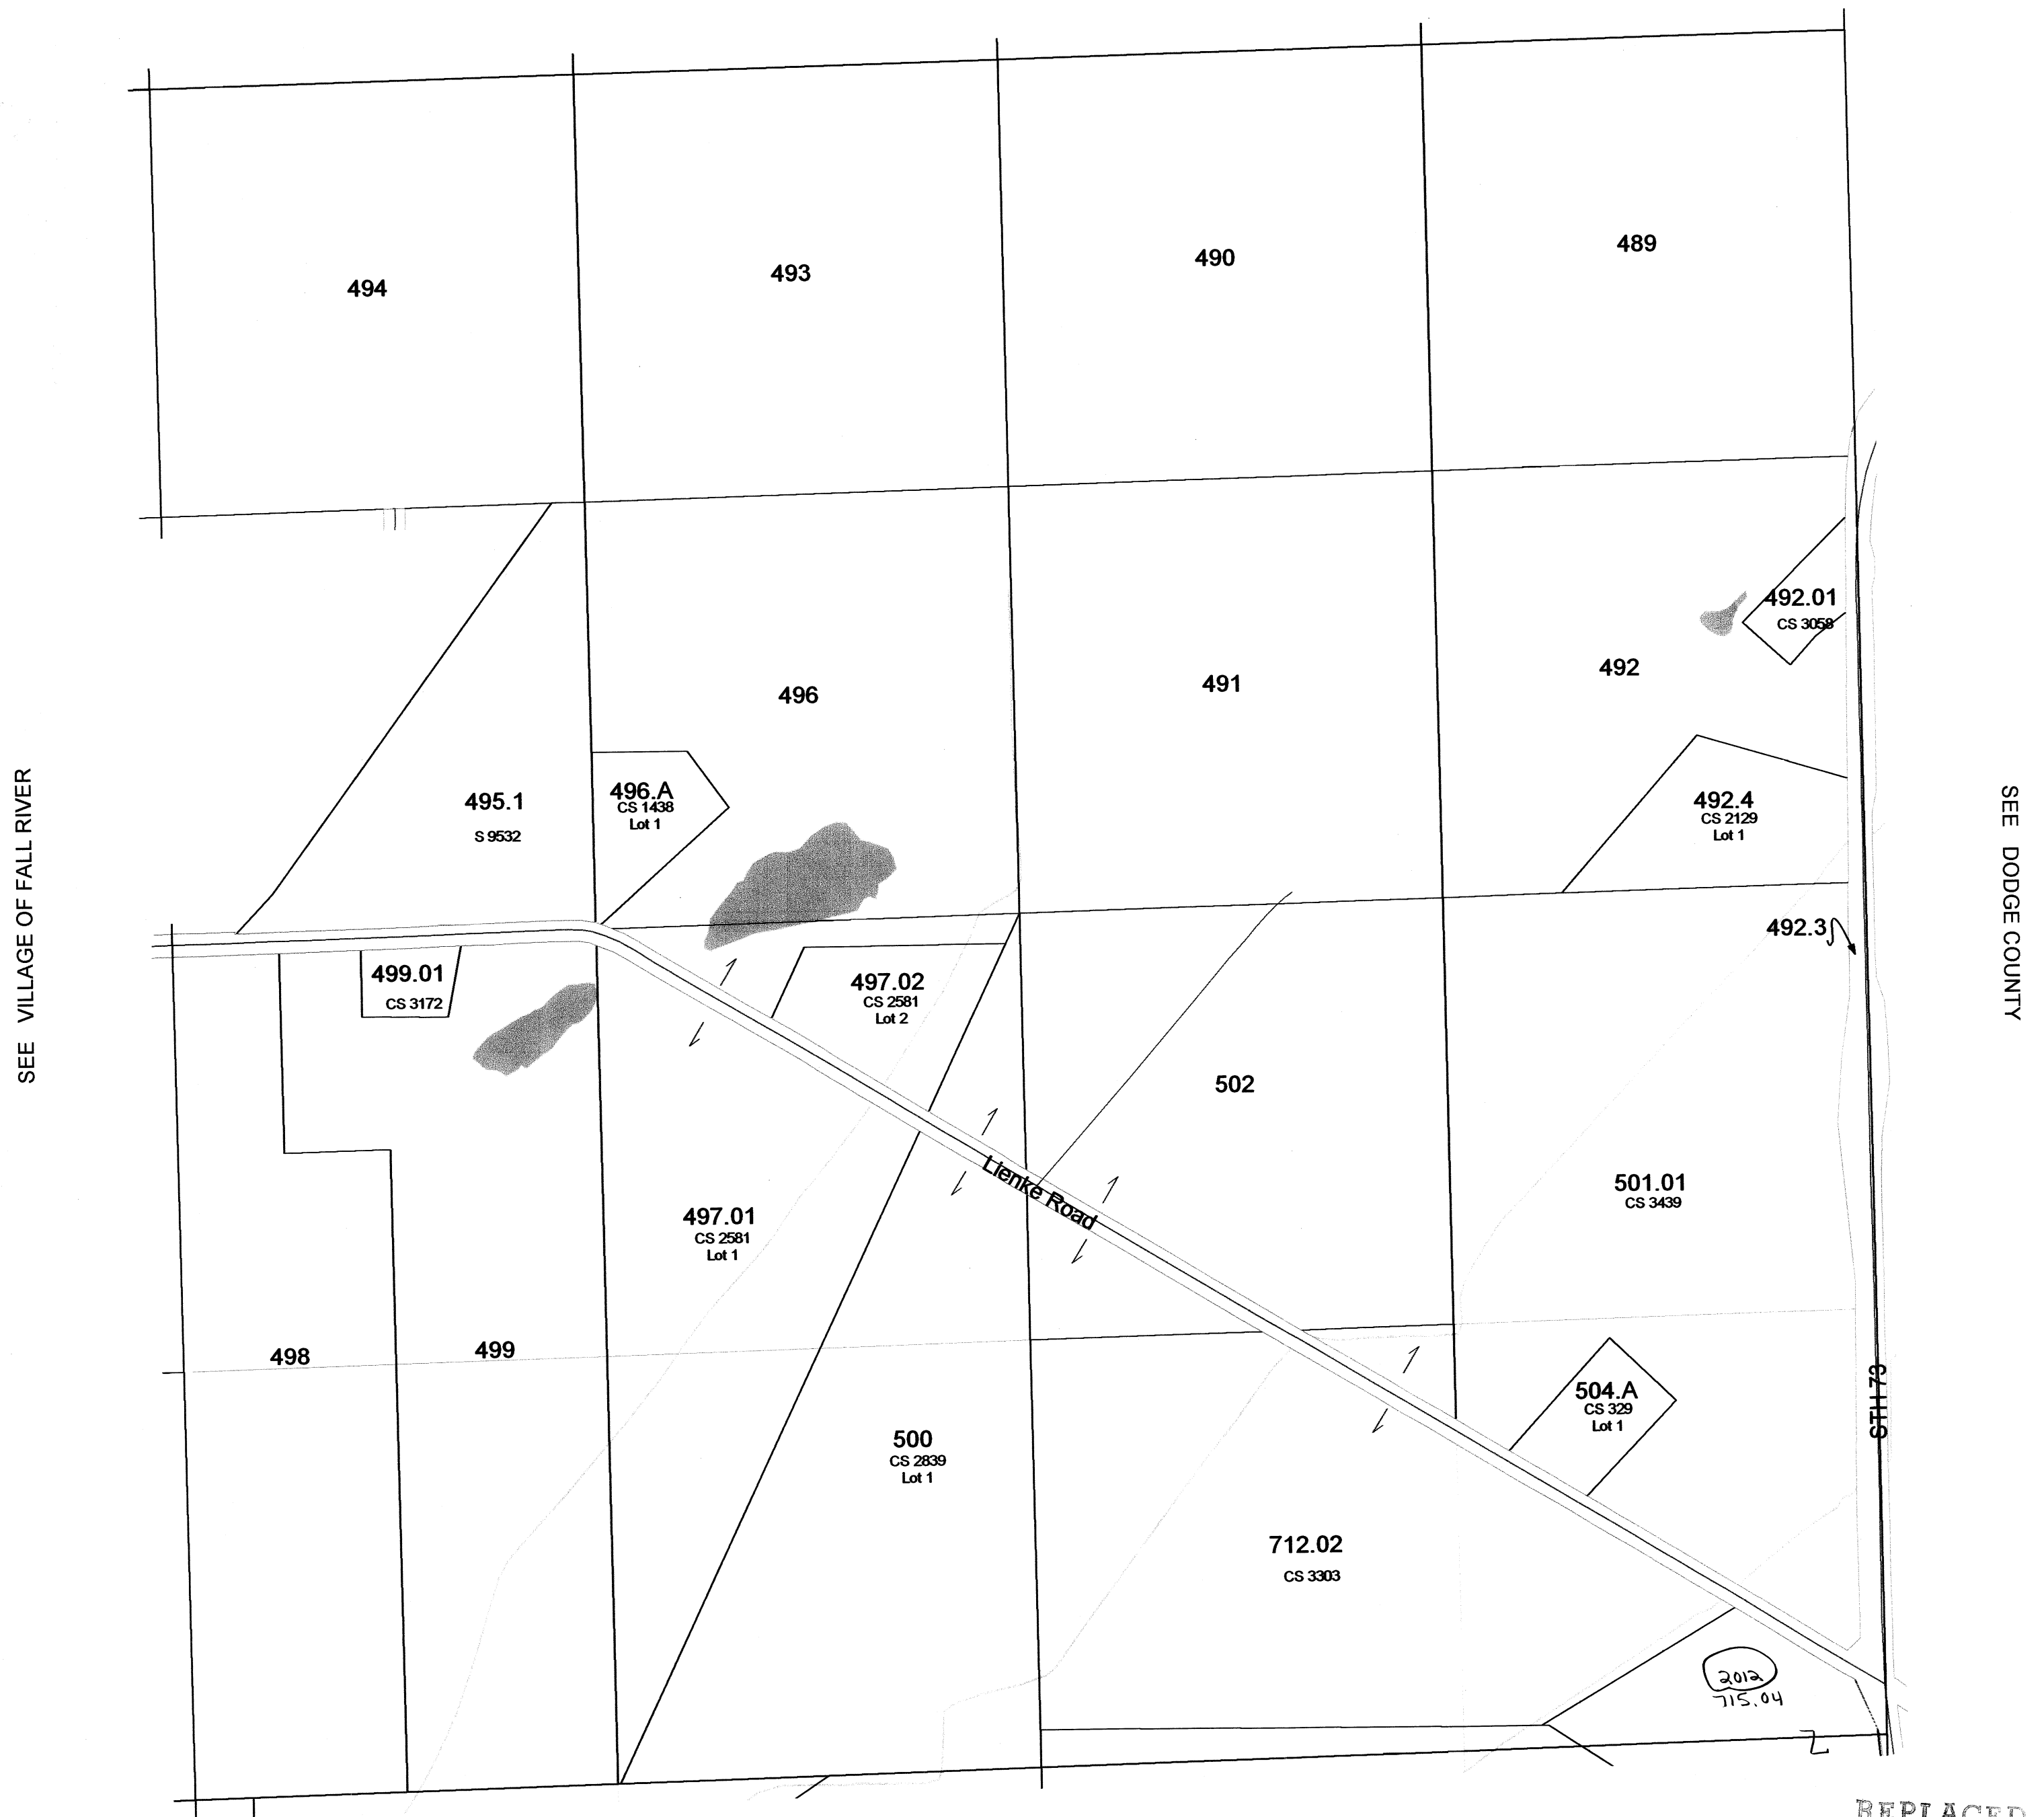 489
490
493
494
492.01
CS 3058
492
491
496
496.A
CS 1438
Lot 1
495.1
S 9532
492.4
CS 2129
Lot 1
SEE VILLAGE OF FALL RIVER
SEE DODGE COUNTY
492.3
499.01
CS 3172
497.02
CS 2581
Lot 2
502
Lienke Road
501.01
CS 3439
497.01
CS 2581
Lot 1
498
499
504.A
CS 329
Lot 1
STH 73
500
CS 2839
Lot 1
712.02
CS 3303
2012
715.04
REPLACED